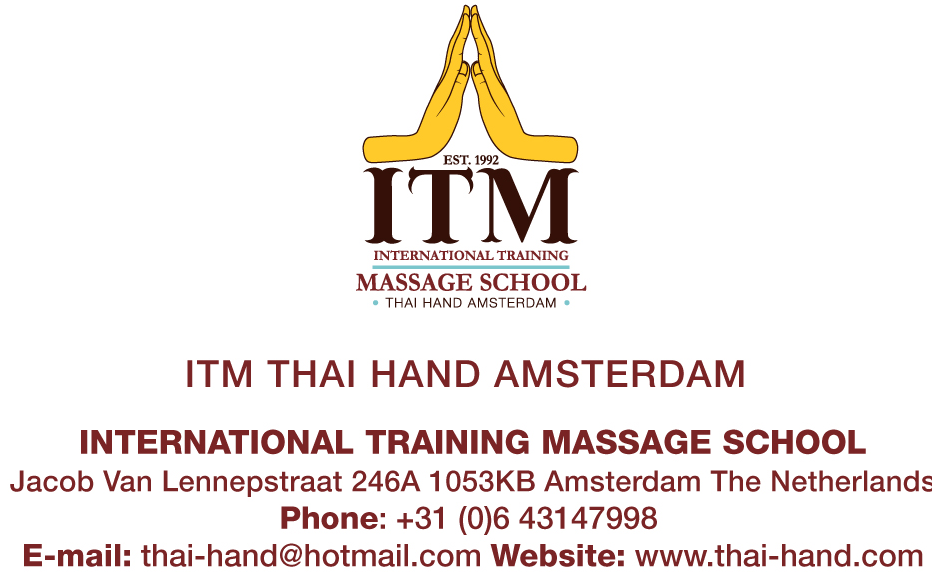 EST. 1992
ITM
INTERNATIONAL TRAINING
MASSAGE SCHOOL
• THAI HAND AMSTERDAM •
ITM THAI HAND AMSTERDAM
INTERNATIONAL TRAINING MASSAGE SCHOOL
Jacob Van Lennepstraat 246A 1053KB Amsterdam The Netherlands
Phone: +31 (0)6 43147998
E-mail: thai-hand@hotmail.com Website: www.thai-hand.com